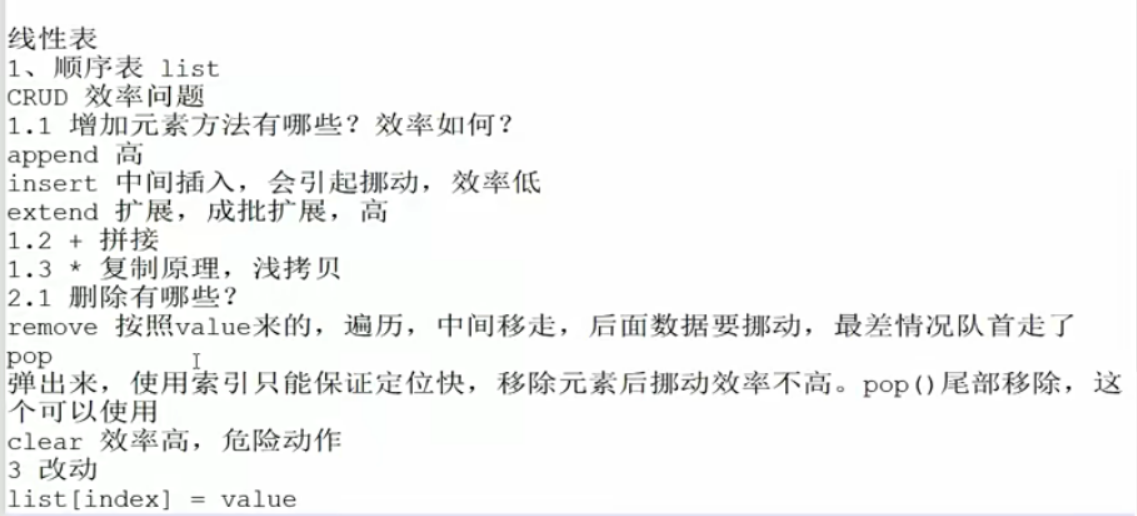 线性表
1、顺序表 list
CRUD 效率问题
1.1 增加元素方法有哪些？效率如何？
append 高
insert 中间插入，会引起挪动，效率低
extend 扩展，成批扩展，高
1.2 + 拼接
1.3 * 复制原理，浅拷贝
2.1 删除有哪些？
remove 按照value来的，遍历，中间移走，后面数据要挪动，最差情况队首走了
pop
弹出来，使用索引只能保证定位快，移除元素后挪动效率不高。pop()尾部移除，这
个可以使用
clear 效率高，危险动作
3 改动
list[index] = value